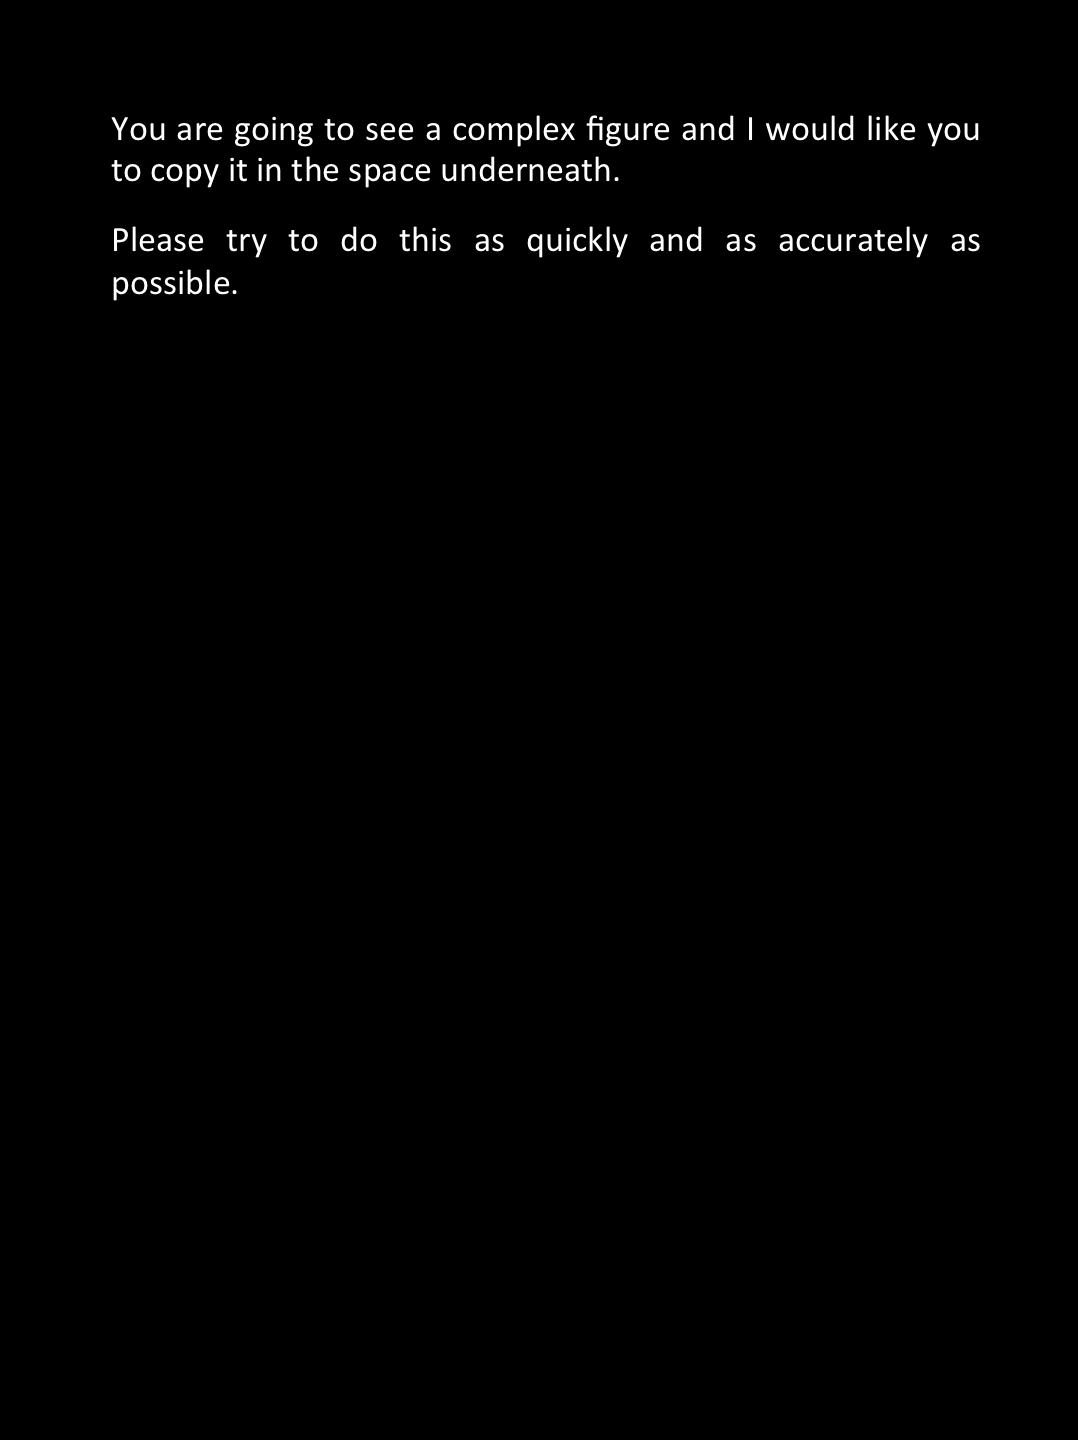 You are going to see a complex figure and I would like you
to copy it in the space underneath.
Please try to do this as quickly and as accurately as
possible.